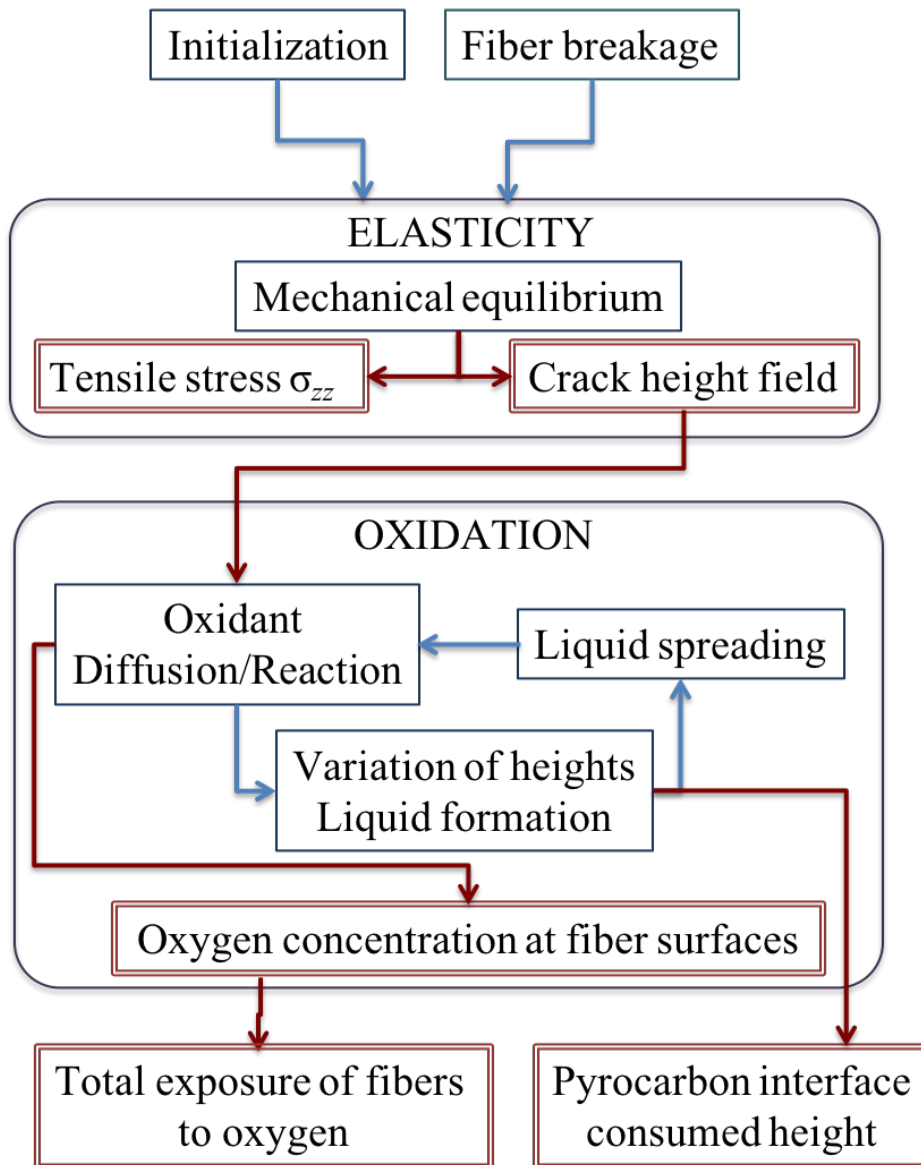 Initialization
Fiber breakage
ELASTICITY
Mechanical equilibrium
Tensile stress σzz
Crack height field
OXIDATION
Oxidant
Diffusion/Reaction
Liquid spreading
Variation of heights
Liquid formation
Oxygen concentration at fiber surfaces
Total exposure of fibers
to oxygen
Pyrocarbon interface
consumed height